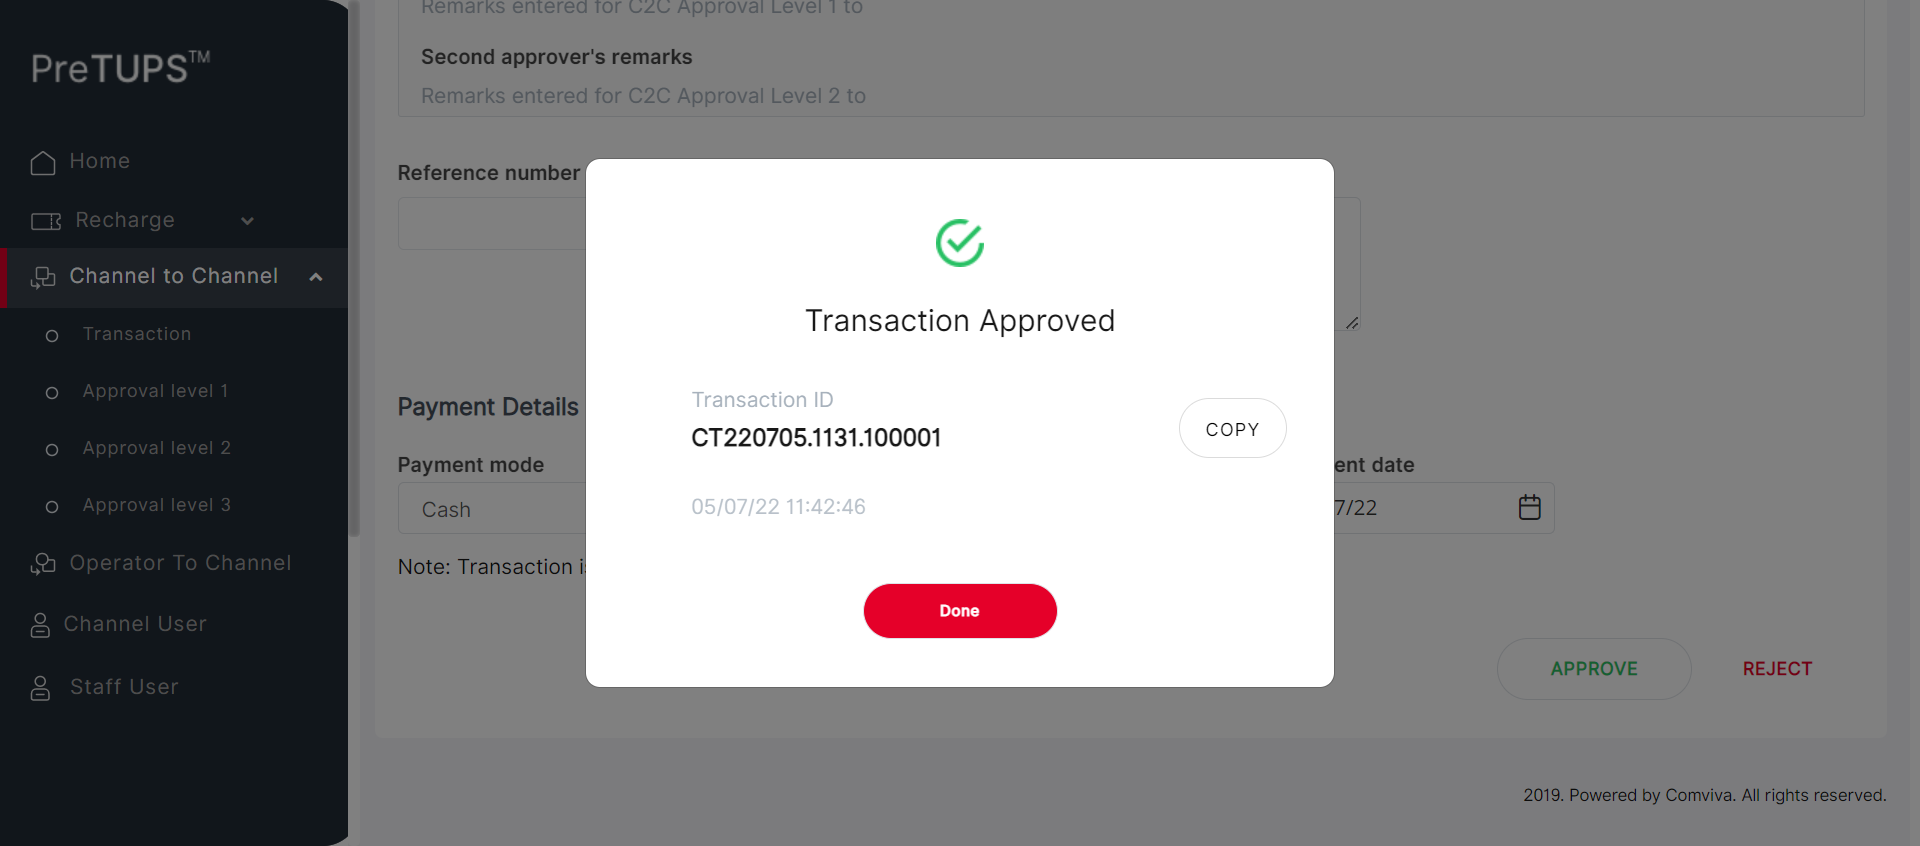 PreTUPS™
Home
Recharge
Channel to Channel
Transaction
Approval level 1
Approval level 2
Approval level 3
Operator To Channel
Channel User
Staff User
Remarks entered for C2C Approval Level 1 to
Second approver's remarks
Remarks entered for C2C Approval Level 2 to
Reference number
Payment Details
Payment mode
Cash
ent date
7/22
Note: Transaction
Transaction Approved
Transaction ID
CT220705.1131.100001
COPY
05/07/22 11:42:46
Done
APPROVE
REJECT
2019. Powered by Comviva. All rights reserved.